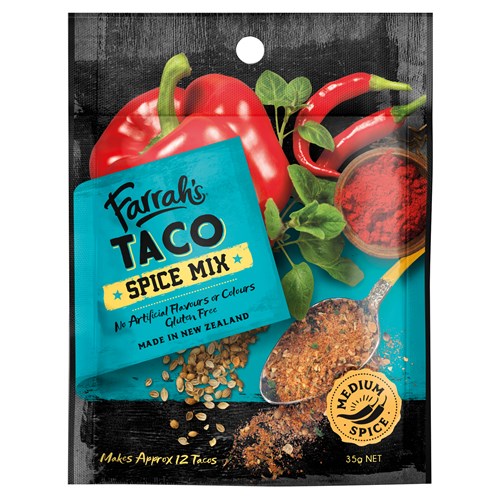 Farrah's
TACO
SPICE MIX
No Artificial Flavours or Colours
Gluten Free
MADE IN NEW ZEALAND
MEDIUM
SPICE
Makes Approx 12 Tacos
35g NET